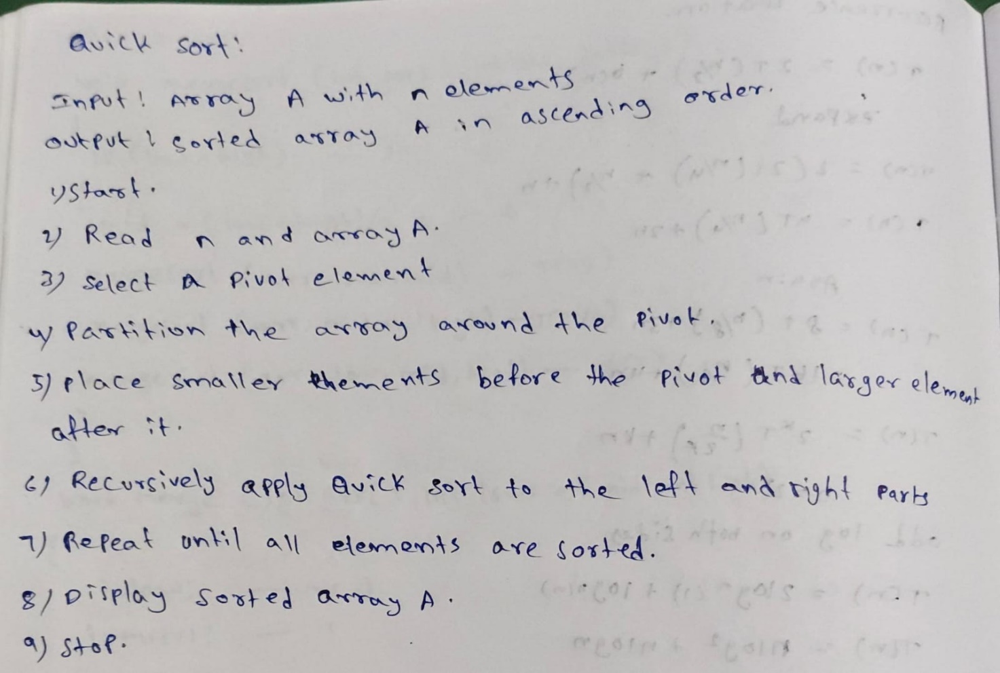 Quick sort:
Input: Array A with n elements
Output: Sorted array A in ascending order.
1) Start.
2) Read n and array A.
3) Select a pivot element
4) Partition the array around the pivot.
5) place smaller elements before the pivot and larger element
after it.
6) Recursively apply Quick sort to the left and right parts
7) Repeat until all elements are sorted.
8) Display sorted array A.
9) Stop.